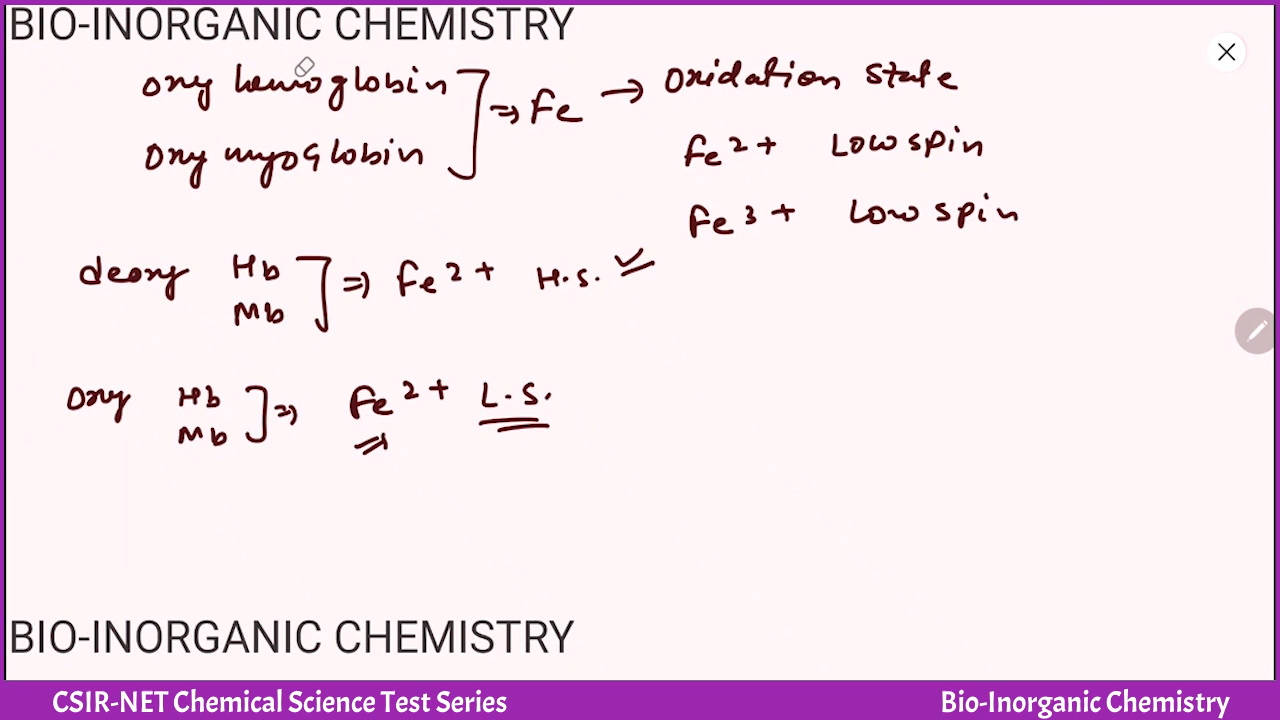 BIO-INORGANIC CHEMISTRY
oxy hemoglobin ] ⇒ Fe → Oxidation state
oxy myoglobin
Fe2+ Low spin
Fe3+ Low spin
deoxy Hb ] ⇒ Fe2+ H.S. ✓
Mb
oxy Hb ] ⇒ Fe2+ L.S.
Mb
BIO-INORGANIC CHEMISTRY
CSIR-NET Chemical Science Test Series
Bio-Inorganic Chemistry